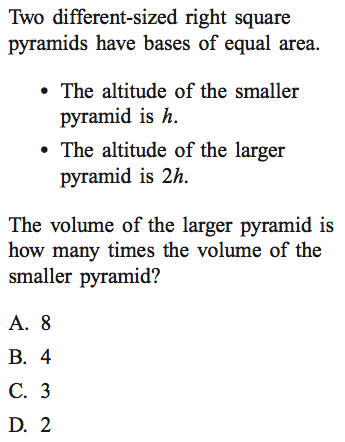 Two different-sized right square
pyramids have bases of equal area.
• The altitude of the smaller
pyramid is h.
• The altitude of the larger
pyramid is 2h.
The volume of the larger pyramid is
how many times the volume of the
smaller pyramid?
A. 8
B. 4
C. 3
D. 2